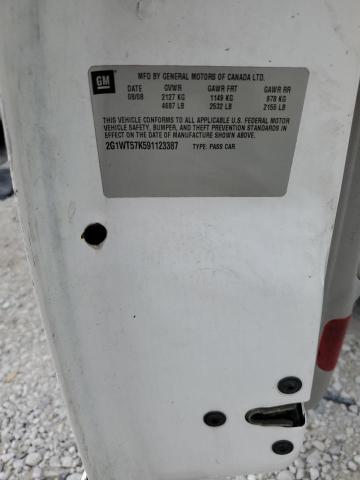 GM
MFD BY GENERAL MOTORS OF CANADA LTD.
DATE GVWR GAWR FRT GAWR RR
08/08 2127 KG 1149 KG 978 KG
4687 LB 2532 LB 2155 LB
THIS VEHICLE CONFORMS TO ALL APPLICABLE U.S. FEDERAL MOTOR
VEHICLE SAFETY, BUMPER, AND THEFT PREVENTION STANDARDS IN
EFFECT ON THE DATE OF MANUFACTURE SHOWN ABOVE.
2G1WT57K591123387 TYPE: PASS CAR